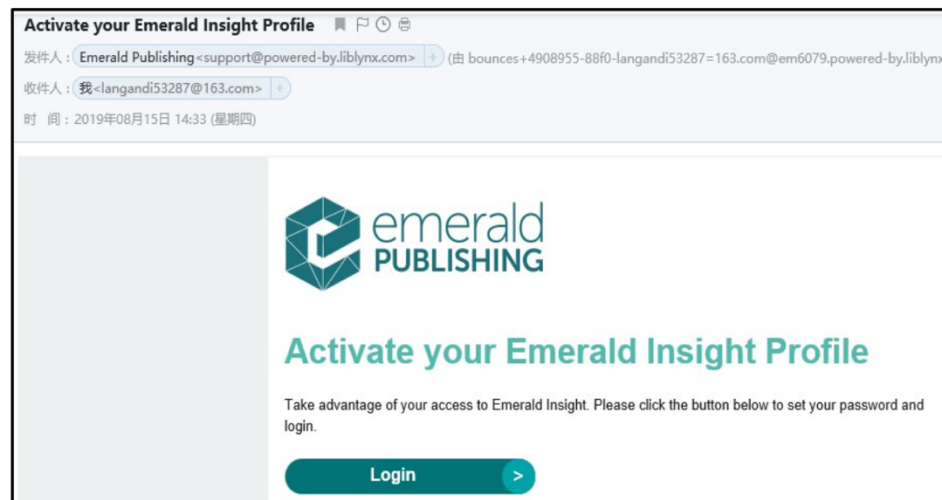 Activate your Emerald Insight Profile
发件人：Emerald Publishing<support@powered-by.liblynx.com> + (由 bounces+4908955-88f0-langandi53287=163.com@em6079.powered-by.liblynx
收件人：我<langandi53287@163.com> +
时 间：2019年08月15日 14:33 (星期四)
emerald
PUBLISHING
Activate your Emerald Insight Profile
Take advantage of your access to Emerald Insight. Please click the button below to set your password and
login.
Login >